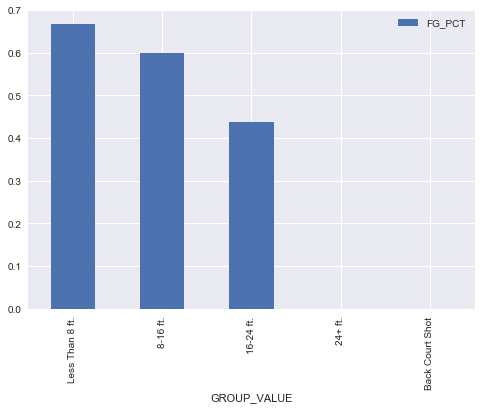 0.7
FG_PCT
0.6
0.5
0.4
0.3
0.2
0.1
0.0
Less Than 8 ft.
8-16 ft.
16-24 ft.
24+ ft.
Back Court Shot
GROUP_VALUE